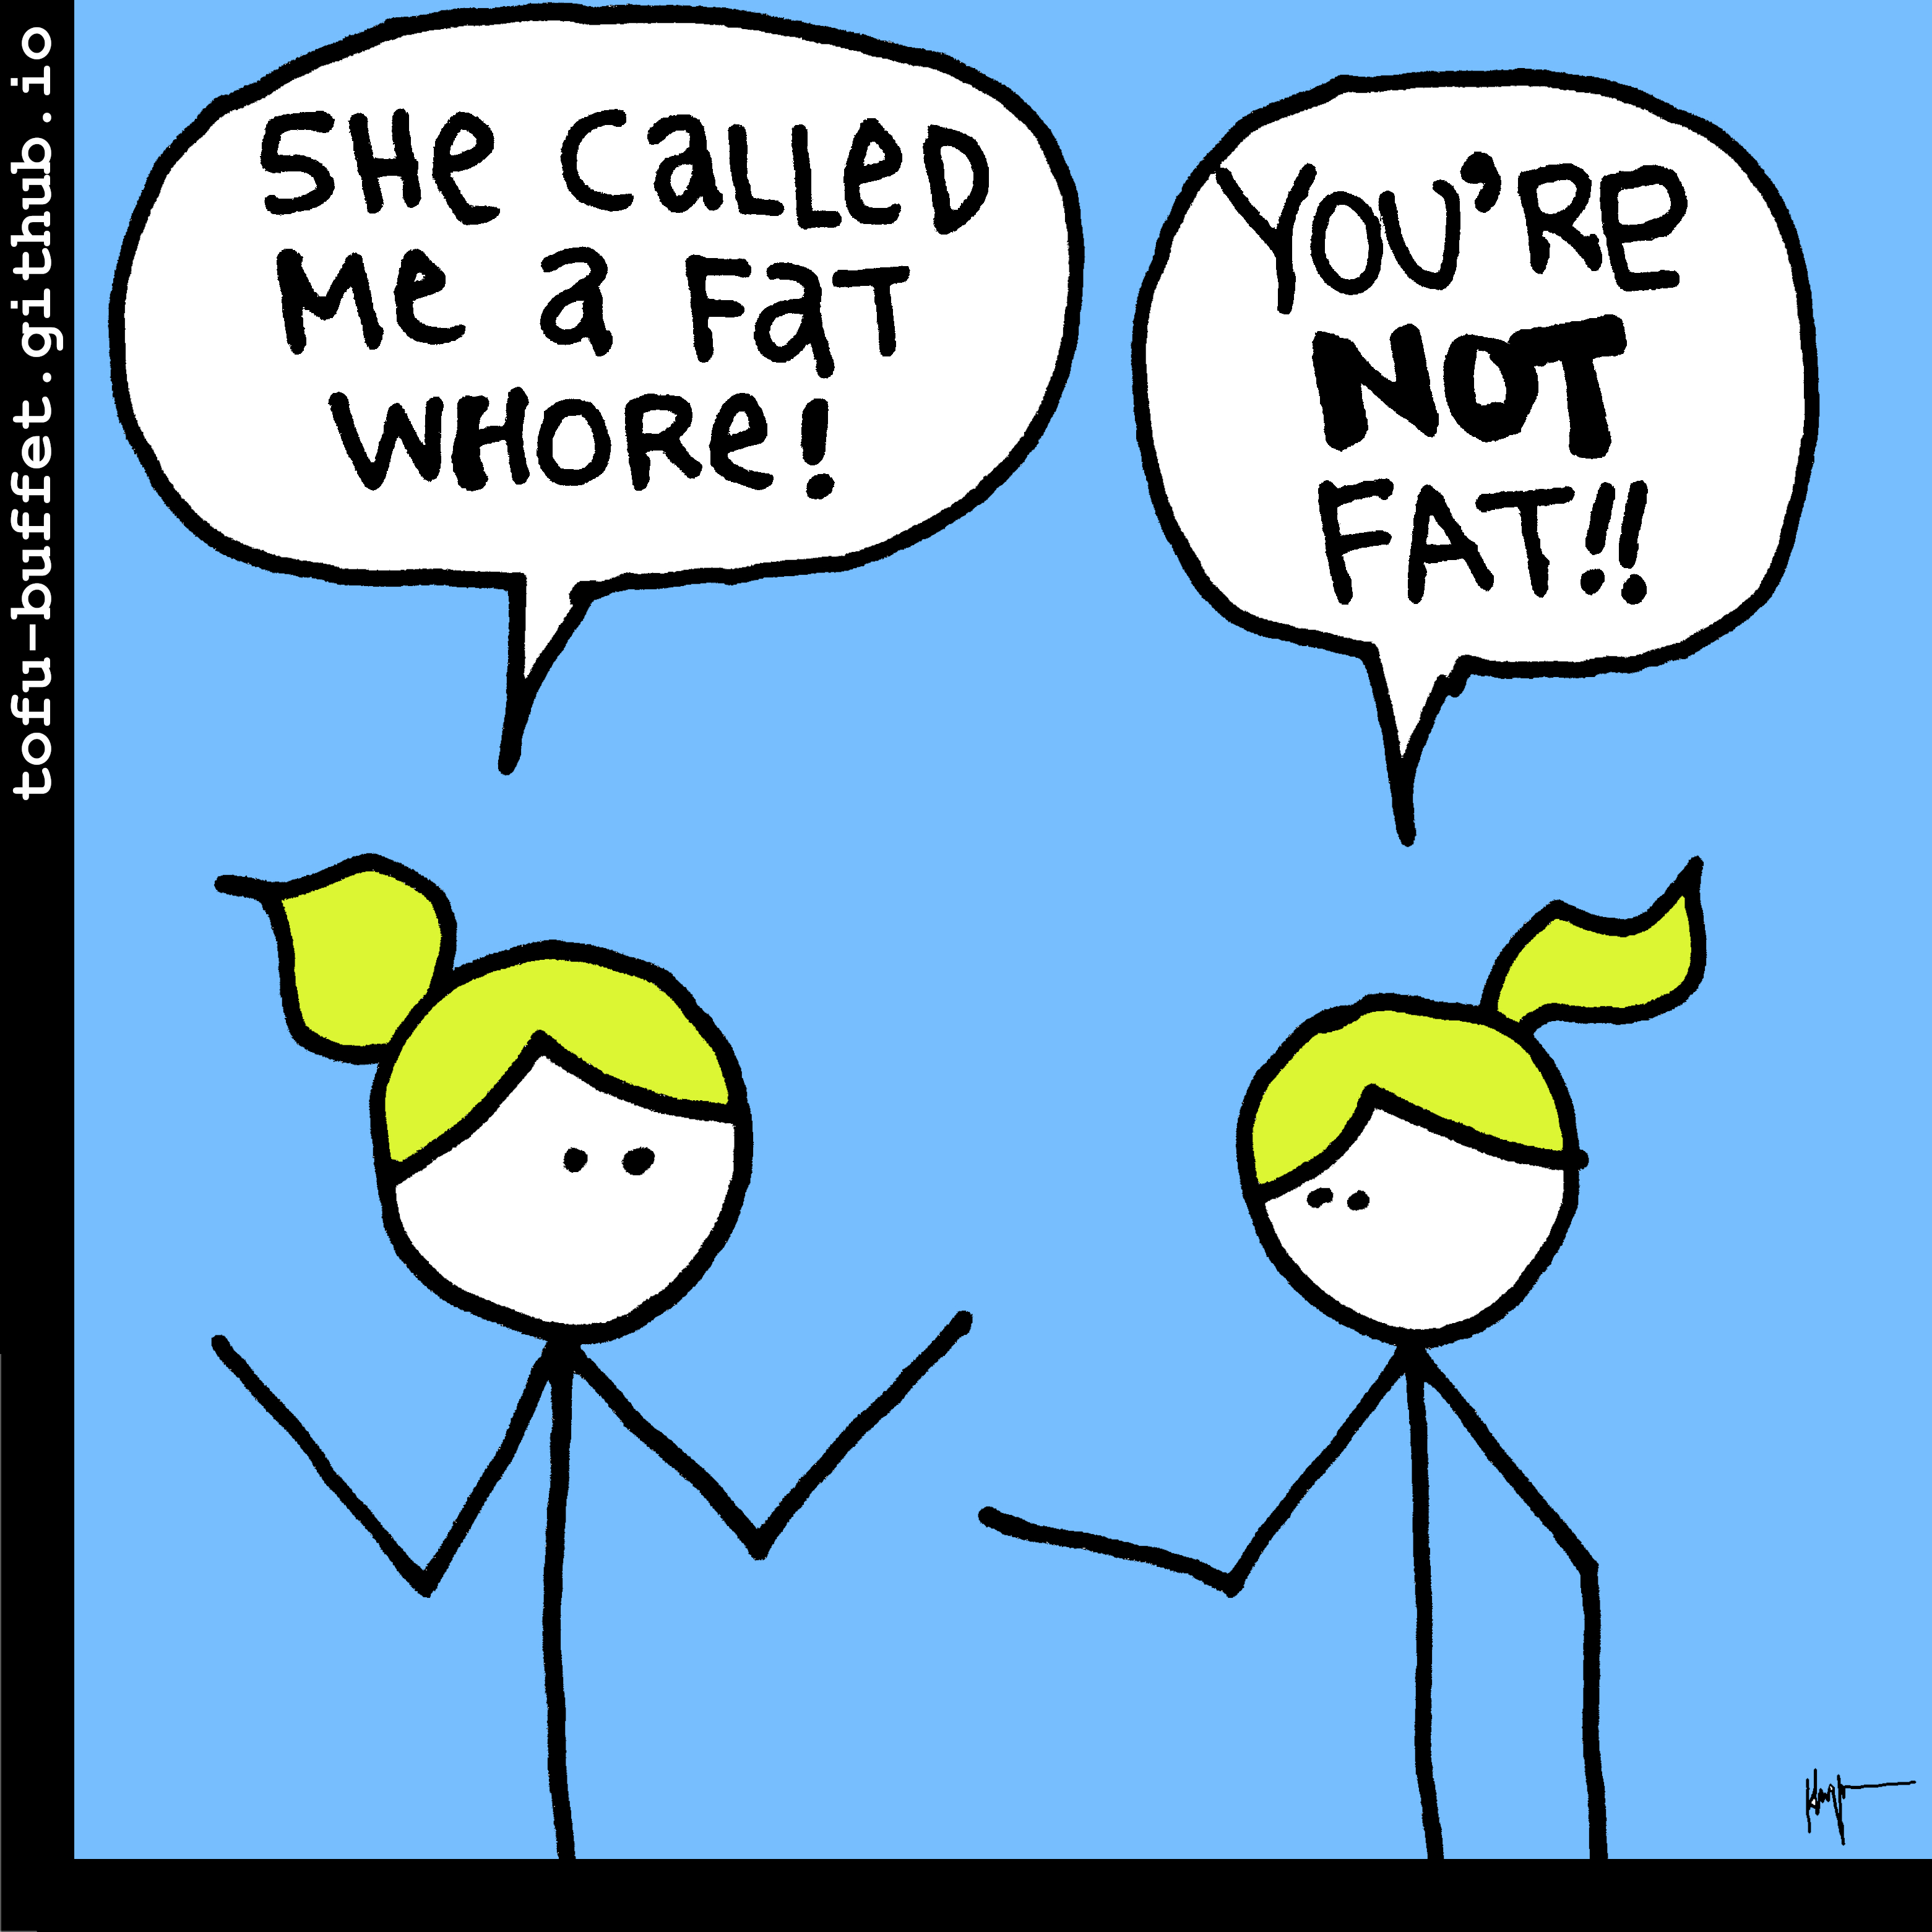 tofu-buffet.github.io
SHe CaLLeD
Me a FaT
WHORe!
YOU'RE
NOT
FAT!!